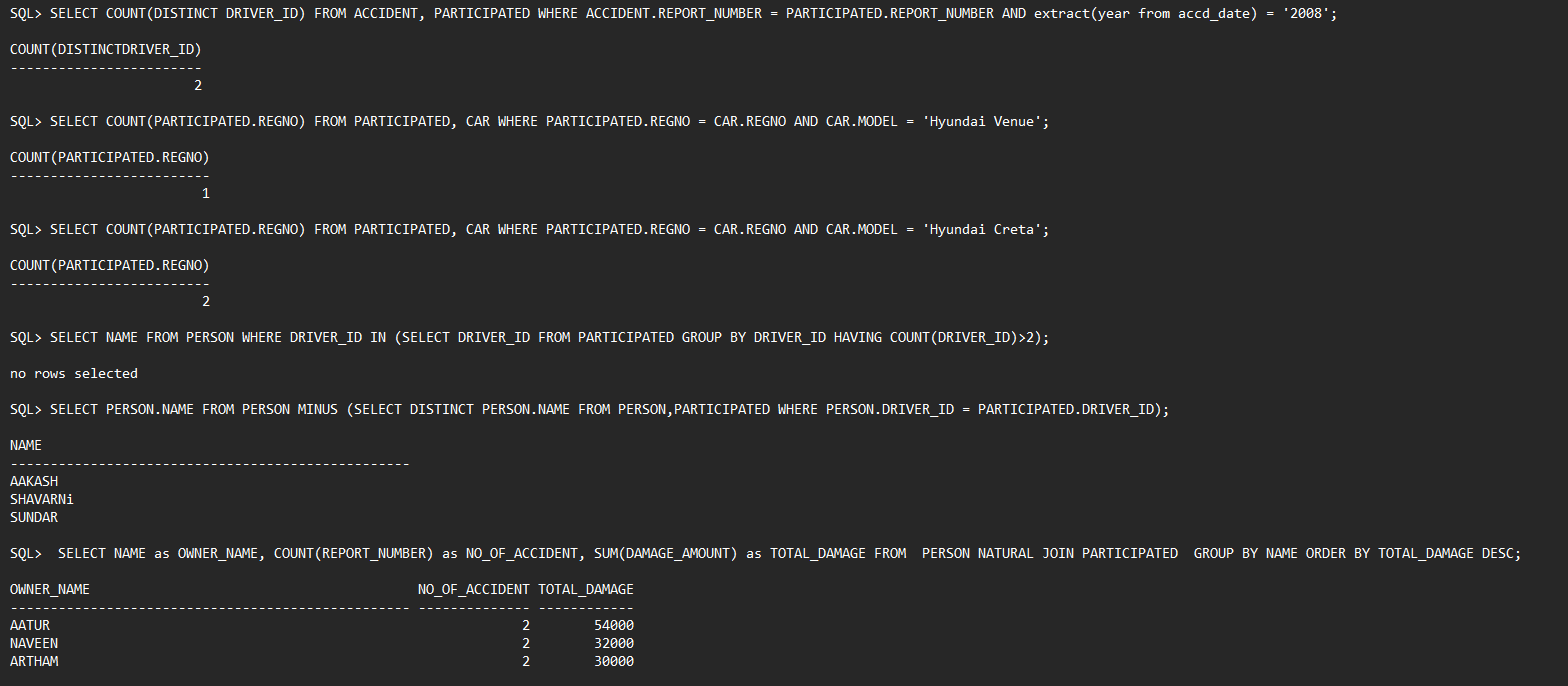 SQL> SELECT COUNT(DISTINCT DRIVER_ID) FROM ACCIDENT, PARTICIPATED WHERE ACCIDENT.REPORT_NUMBER = PARTICIPATED.REPORT_NUMBER AND extract(year from accd_date) = '2008';
COUNT(DISTINCTDRIVER_ID)
------------------------
2
SQL> SELECT COUNT(PARTICIPATED.REGNO) FROM PARTICIPATED, CAR WHERE PARTICIPATED.REGNO = CAR.REGNO AND CAR.MODEL = 'Hyundai Venue';
COUNT(PARTICIPATED.REGNO)
-------------------------
1
SQL> SELECT COUNT(PARTICIPATED.REGNO) FROM PARTICIPATED, CAR WHERE PARTICIPATED.REGNO = CAR.REGNO AND CAR.MODEL = 'Hyundai Creta';
COUNT(PARTICIPATED.REGNO)
-------------------------
2
SQL> SELECT NAME FROM PERSON WHERE DRIVER_ID IN (SELECT DRIVER_ID FROM PARTICIPATED GROUP BY DRIVER_ID HAVING COUNT(DRIVER_ID)>2);
no rows selected
SQL> SELECT PERSON.NAME FROM PERSON MINUS (SELECT DISTINCT PERSON.NAME FROM PERSON,PARTICIPATED WHERE PERSON.DRIVER_ID = PARTICIPATED.DRIVER_ID);
NAME
--------------------------------------------------
AAKASH
SHAVARNi
SUNDAR
SQL>  SELECT NAME as OWNER_NAME, COUNT(REPORT_NUMBER) as NO_OF_ACCIDENT, SUM(DAMAGE_AMOUNT) as TOTAL_DAMAGE FROM  PERSON NATURAL JOIN PARTICIPATED  GROUP BY NAME ORDER BY TOTAL_DAMAGE DESC;
OWNER_NAME                                         NO_OF_ACCIDENT TOTAL_DAMAGE
-------------------------------------------------- -------------- ------------
AATUR                                                           2        54000
NAVEEN                                                          2        32000
ARTHAM                                                          2        30000